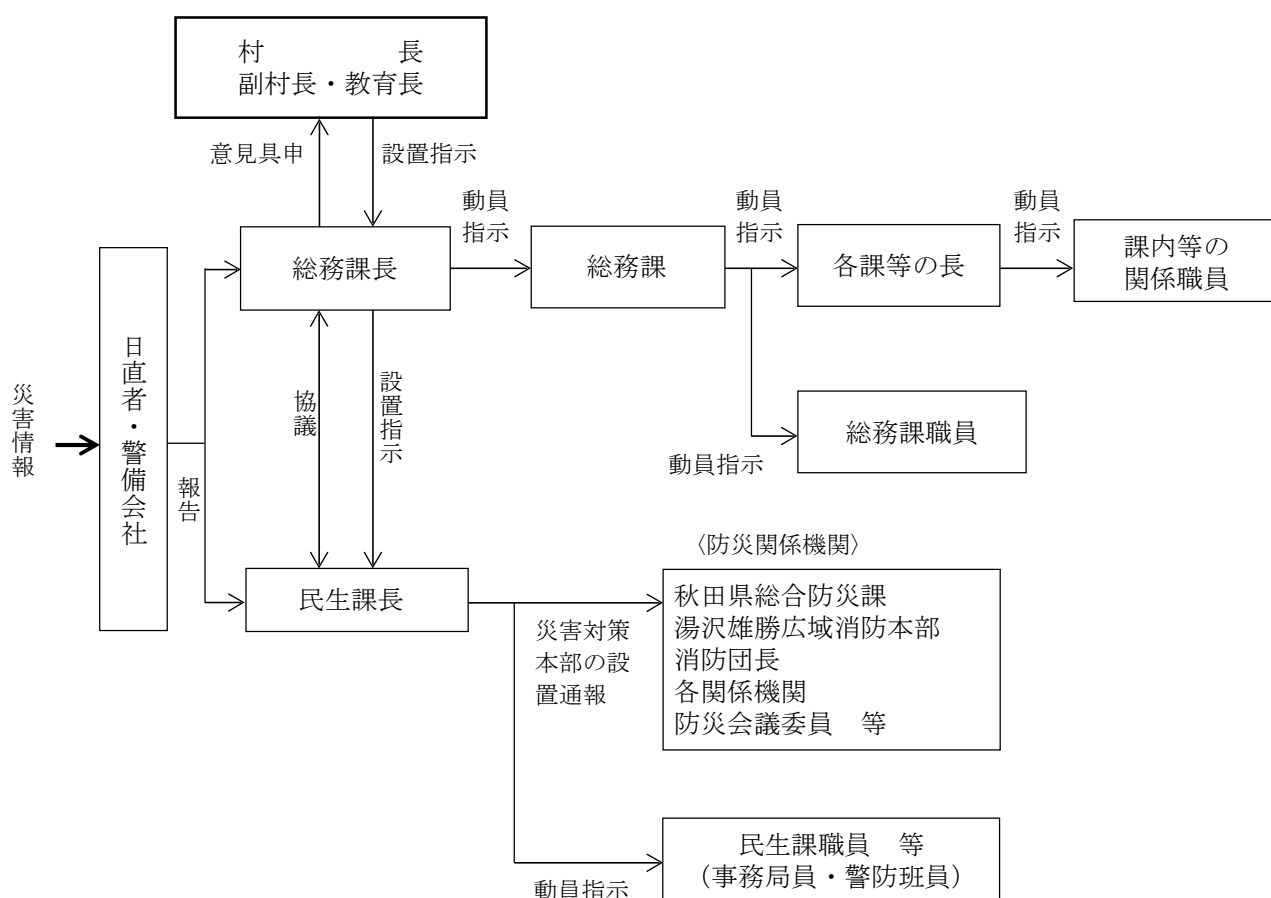 村　　　　　長
副村長・教育長
意見具申
設置指示
動員
指示
動員
指示
動員
指示
総務課長
総務課
各課等の長
課内等の
関係職員
災害情報
日直者・警備会社
報告
協議
設置指示
総務課職員
動員指示
〈防災関係機関〉
民生課長
災害対策
本部の設
置通報
秋田県総合防災課
湯沢雄勝広域消防本部
消防団長
各関係機関
防災会議委員　等
動員指示
民生課職員　等
（事務局員・警防班員）